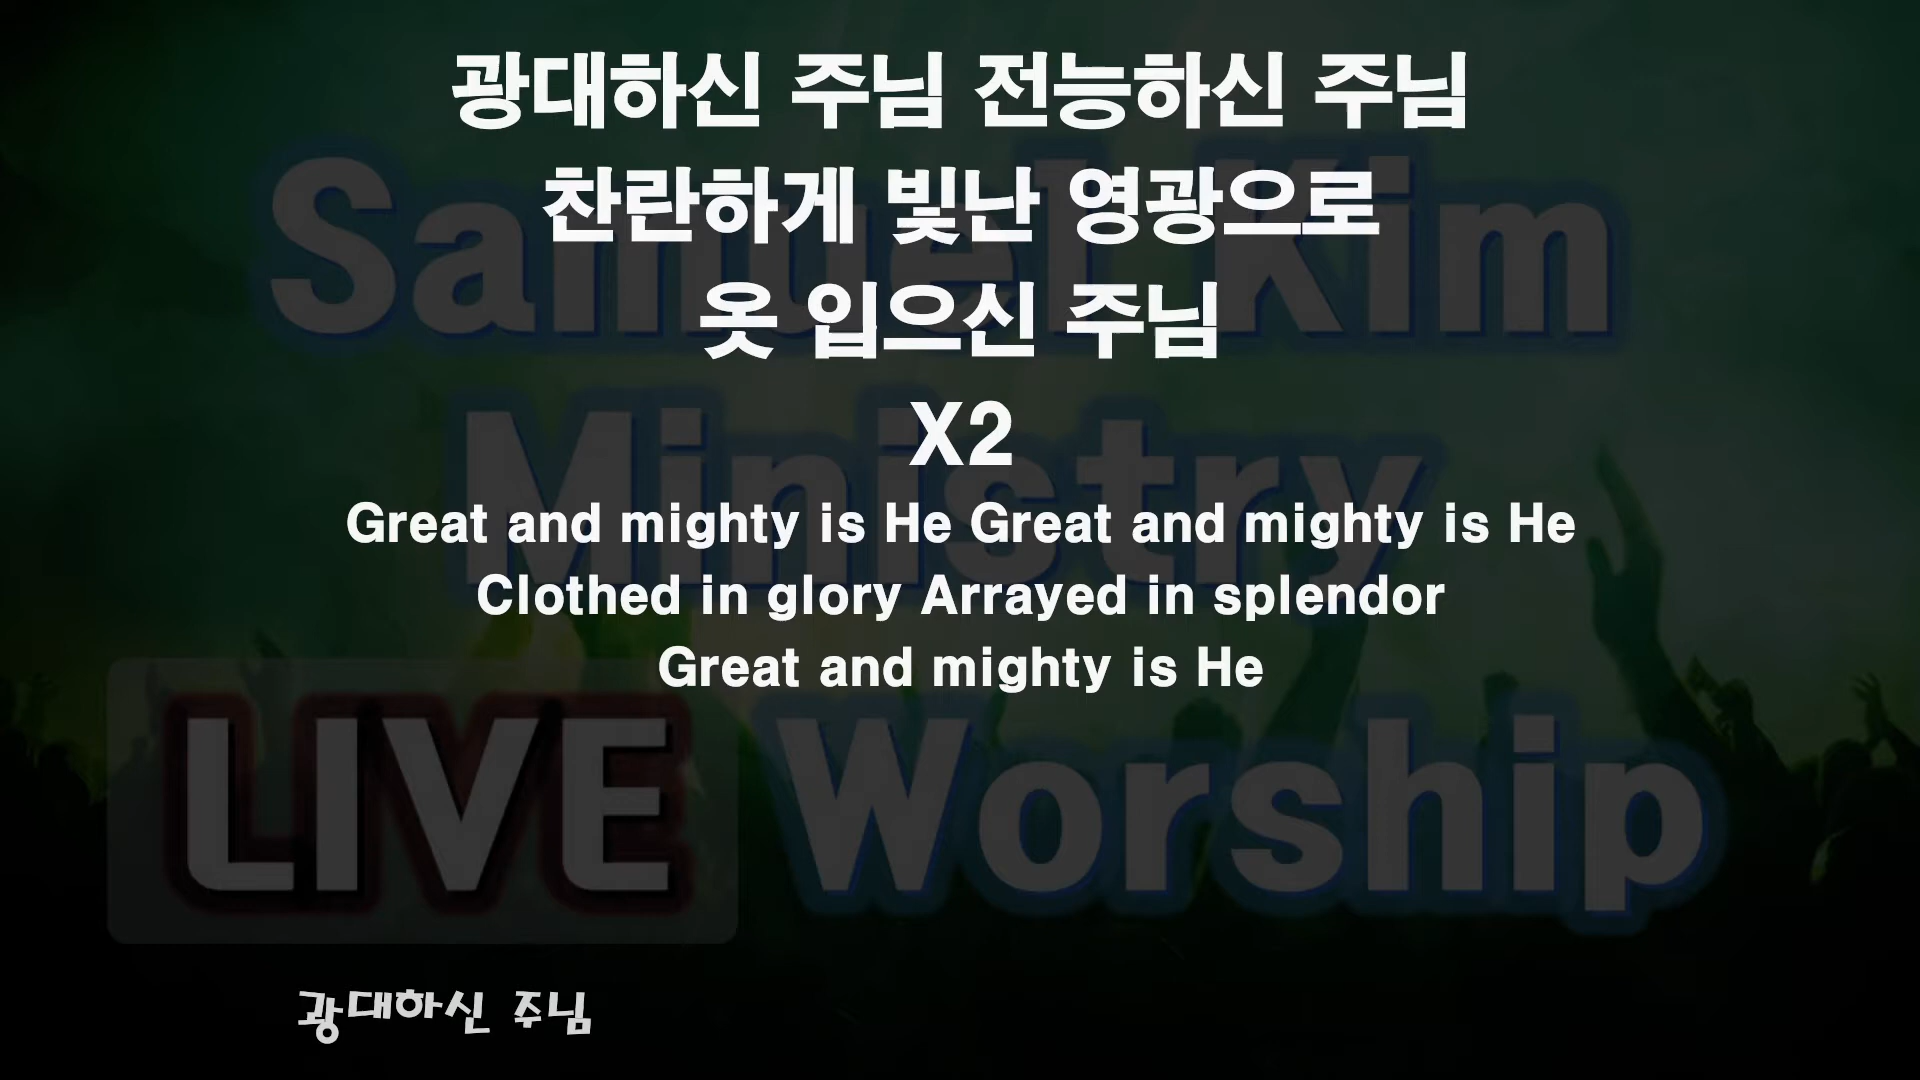 광대하신 주님 전능하신 주님
찬란하게 빛난 영광으로
옷 입으신 주님
X2
Great and mighty is He Great and mighty is He
Clothed in glory Arrayed in splendor
Great and mighty is He
Samuel Kim
Ministry
LIVE Worship
광대하신 주님